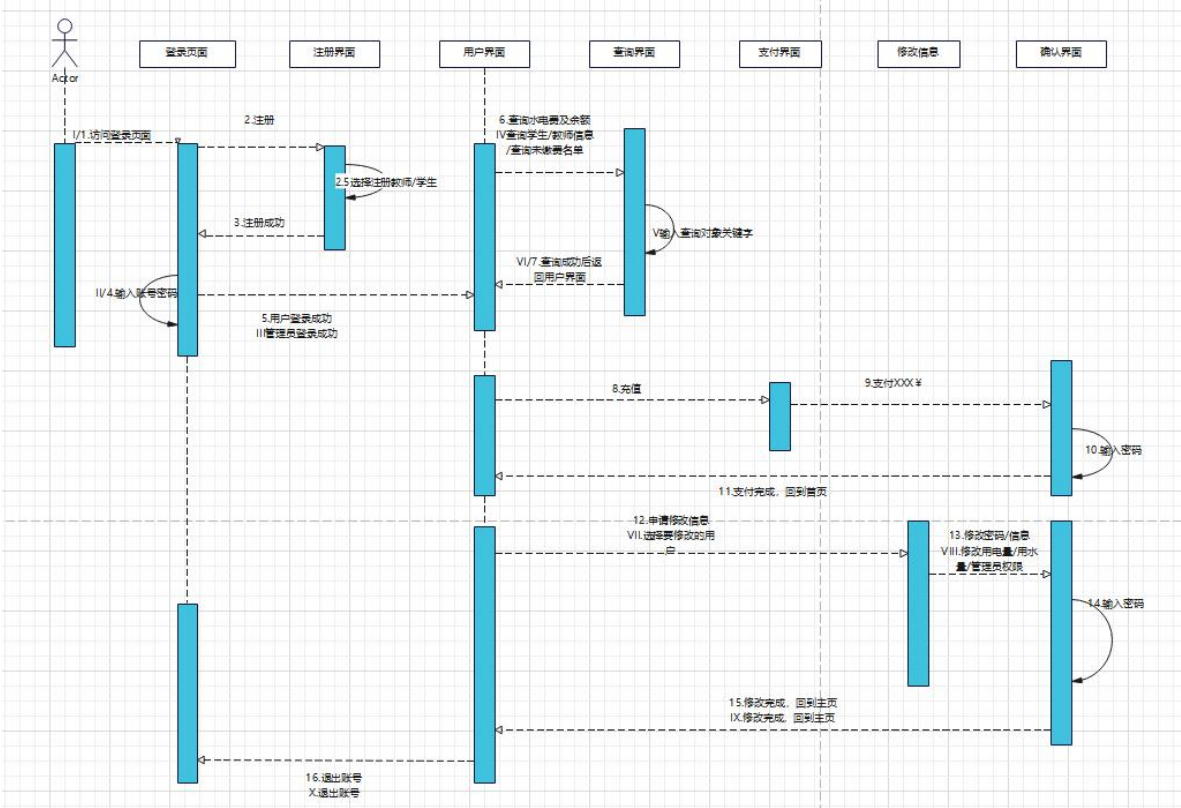 登录页面
注册界面
用户界面
查询界面
支付界面
修改信息
确认界面
Actor
I/1.访问登录页面
2.注册
6.查询水电费及余额
IV查询学生/教师信息
/查询未缴费名单
2.5选择注册教师/学生
3.注册成功
V输入查询对象关键字
VI/7.查询成功后返
回用户界面
II/4.输入账号密码
5.用户登录成功
III管理员登录成功
8.充值
9.支付XXX￥
10.输入密码
11.支付完成，回到首页
12.申请修改信息
VII.选择要修改的用
户
13.修改密码/信息
VIII.修改用电量/用水
量/管理员权限
14.输入密码
15.修改完成，回到主页
IX.修改完成，回到主页
16.退出账号
X.退出账号